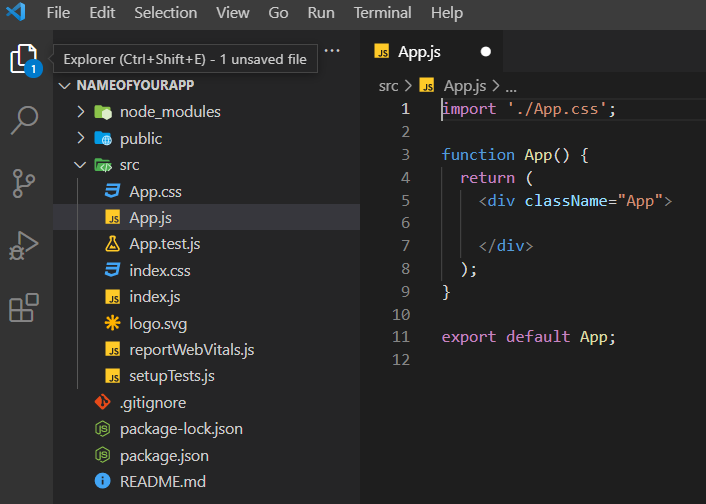 File Edit Selection View Go Run Terminal Help
Explorer (Ctrl+Shift+E) - 1 unsaved file
...
1
NAMEOFYOURAPP
node_modules
public
src
App.css
App.js
App.test.js
index.css
index.js
logo.svg
reportWebVitals.js
setupTests.js
.gitignore
package-lock.json
package.json
README.md
JS App.js
src > JS App.js > ...
1 import './App.css';
2
3 function App() {
4 return (
5 <div className="App">
6
7 </div>
8 );
9 }
10
11 export default App;
12